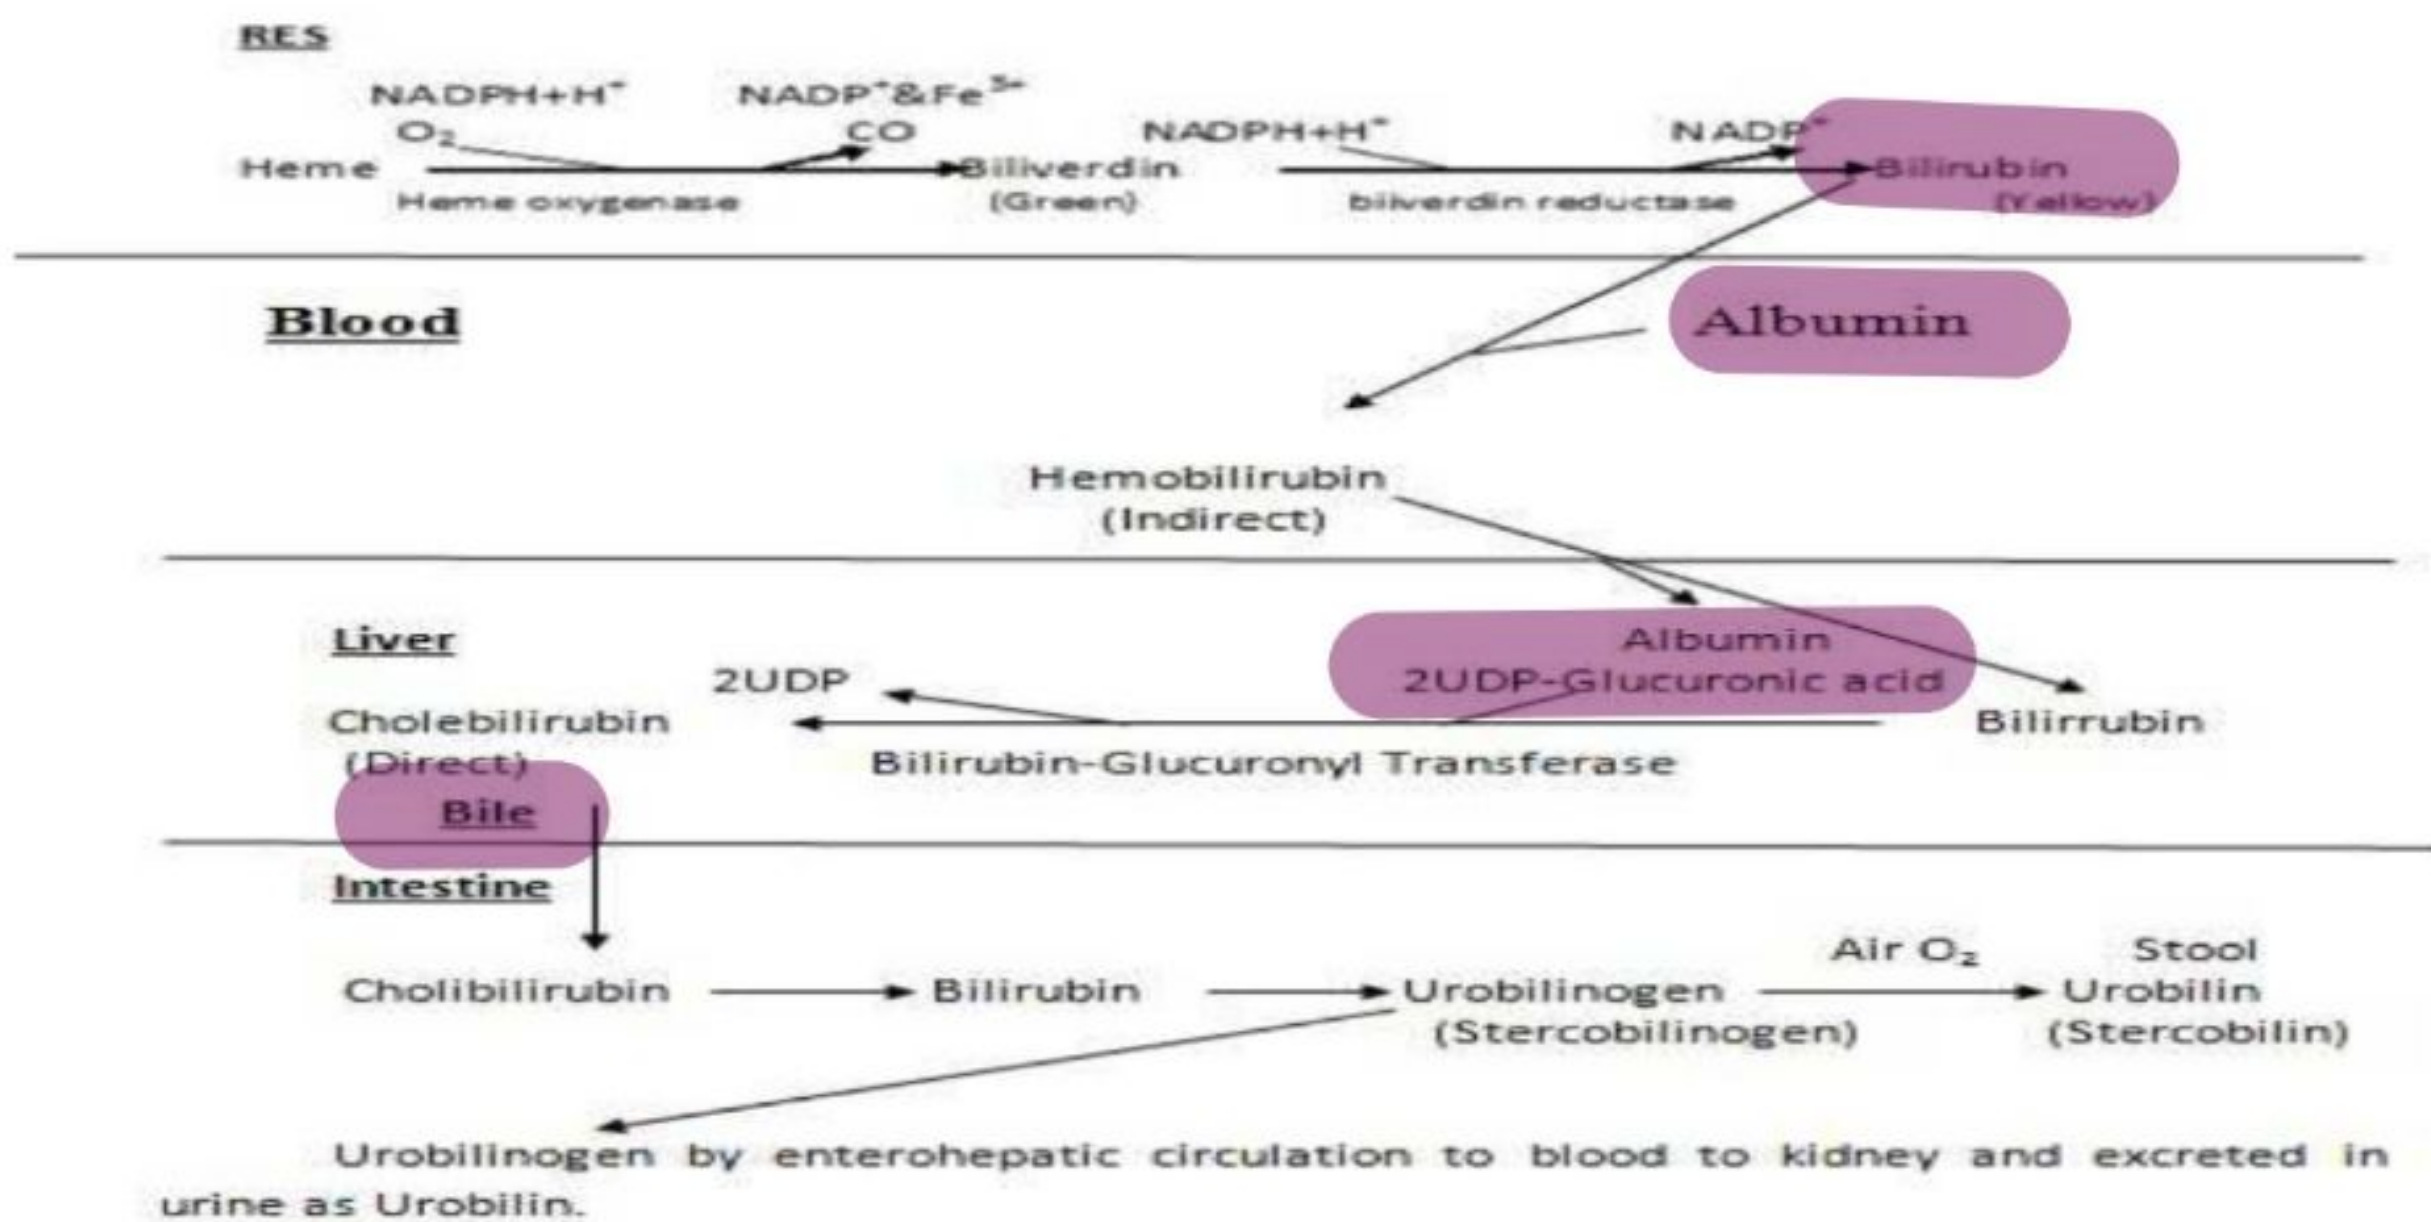 RES
NADPH+H⁺ NADP⁺&Fe³⁺
O₂ CO NADPH+H⁺ NADP⁺
Heme Biliverdin Bilirubin
Heme oxygenase (Green) biiverdin reductase (Yellow)
Blood Albumin
Hemobilirubin
(Indirect)
Liver Albumin
2UDP 2UDP-Glucuronic acid
Cholebilirubin Bilirrubin
(Direct) Bilirubin-Glucuronyl Transferase
Bile
Intestine
Air O₂ Stool
Cholibilirubin Bilirubin Urobilinogen Urobilin
(Stercobilinogen) (Stercobilin)
Urobilinogen by enterohepatic circulation to blood to kidney and excreted in
urine as Urobilin.